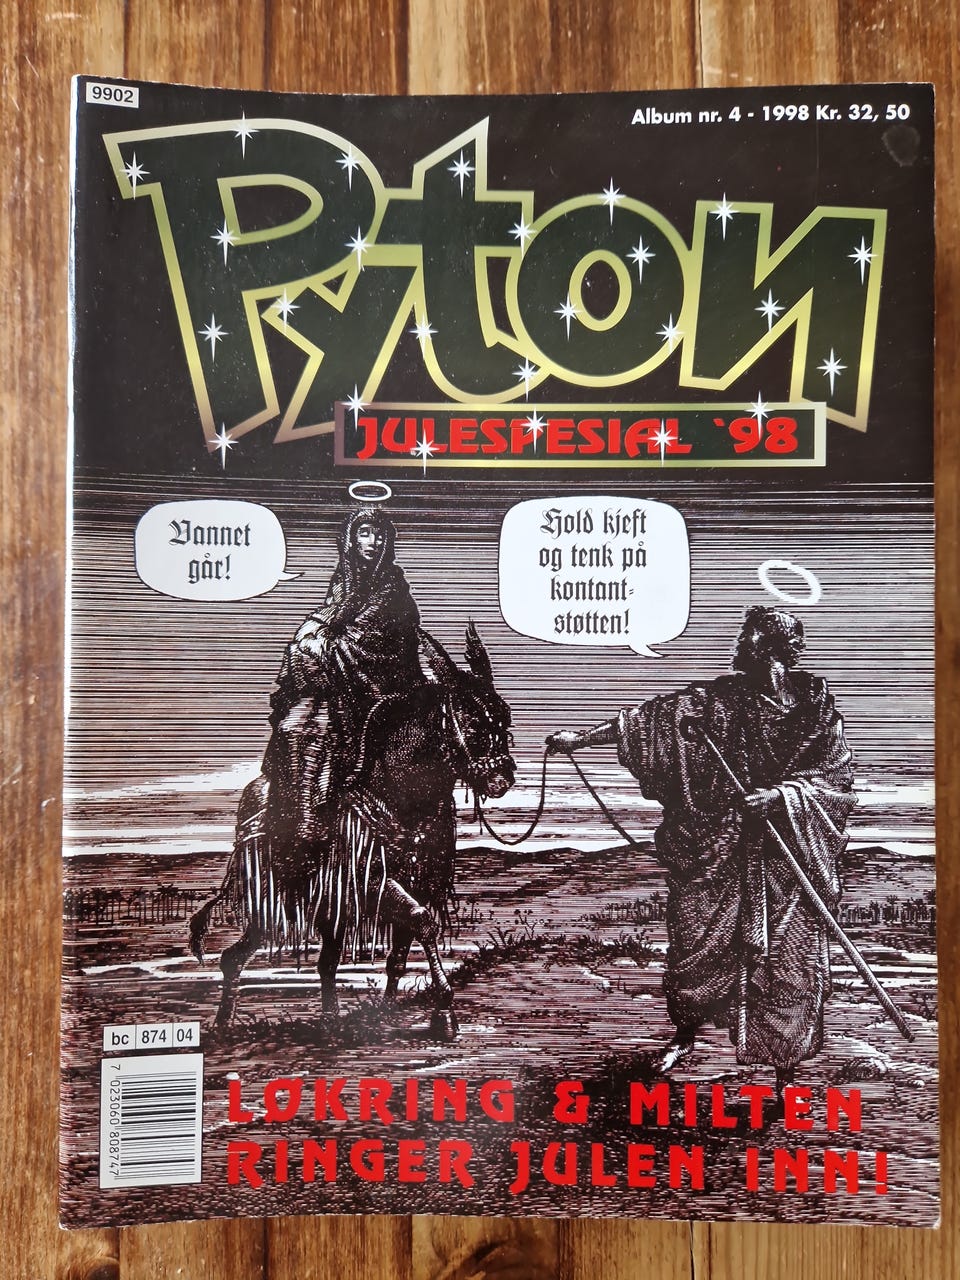 9902
Album nr. 4 - 1998 Kr. 32, 50
Pyton
JULESPESIAL '98
Vannet
går!
Hold kjeft
og tenk på
kontant-
støtten!
bc 874 04
7 023060 808747
LØKRING & MILTEN
RINGER JULEN INN!